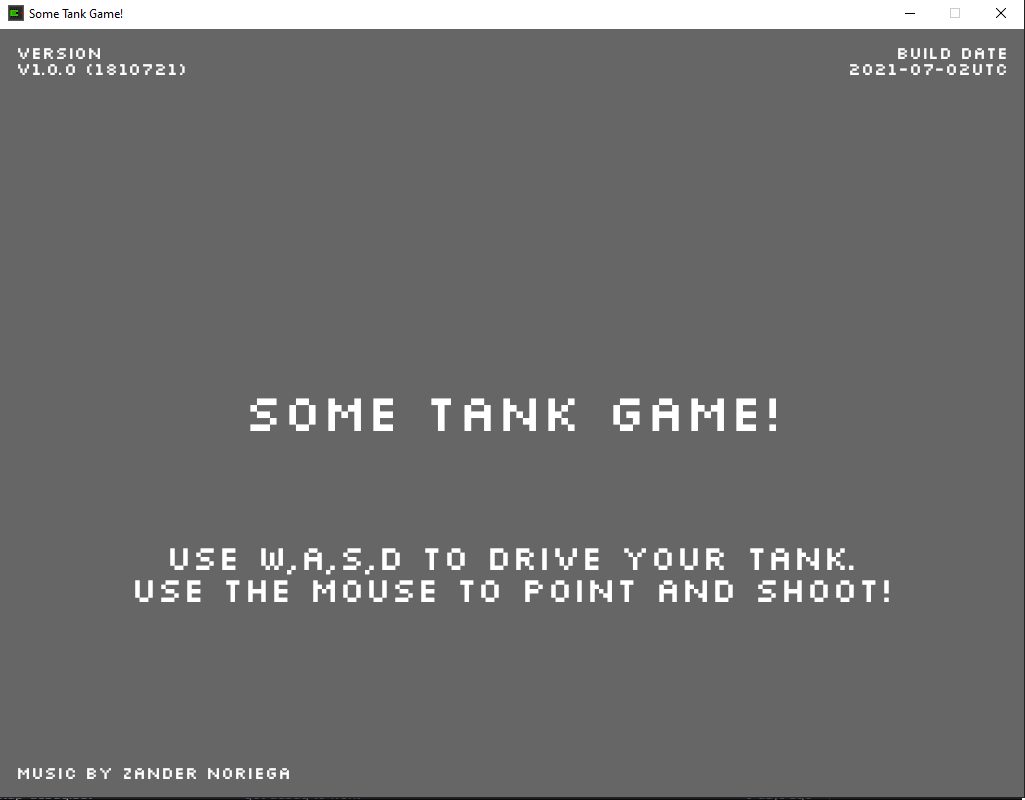 Some Tank Game!
VERSION
V1.0.0 (1810721)
BUILD DATE
2021-07-02UTC
SOME TANK GAME!
USE W,A,S,D TO DRIVE YOUR TANK.
USE THE MOUSE TO POINT AND SHOOT!
MUSIC BY ZANDER NORIEGA